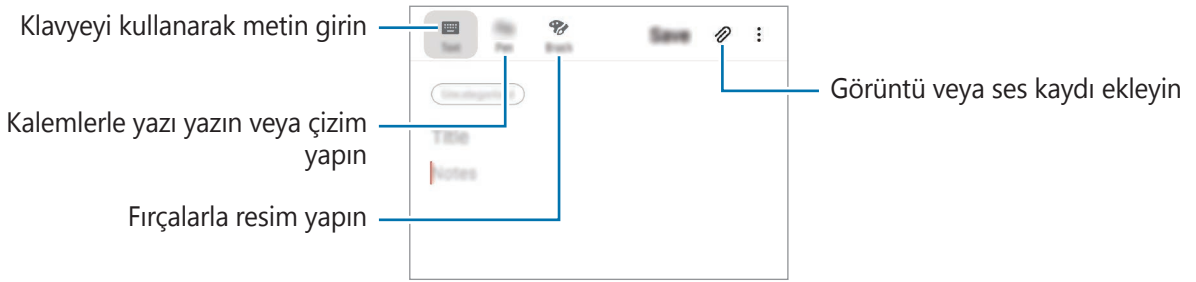 Klavyeyi kullanarak metin girin
Text
Pen
Brush
Save
Görüntü veya ses kaydı ekleyin
Uncategorized
Kalemlerle yazı yazın veya çizim
yapın
Title
Notes
Fırçalarla resim yapın